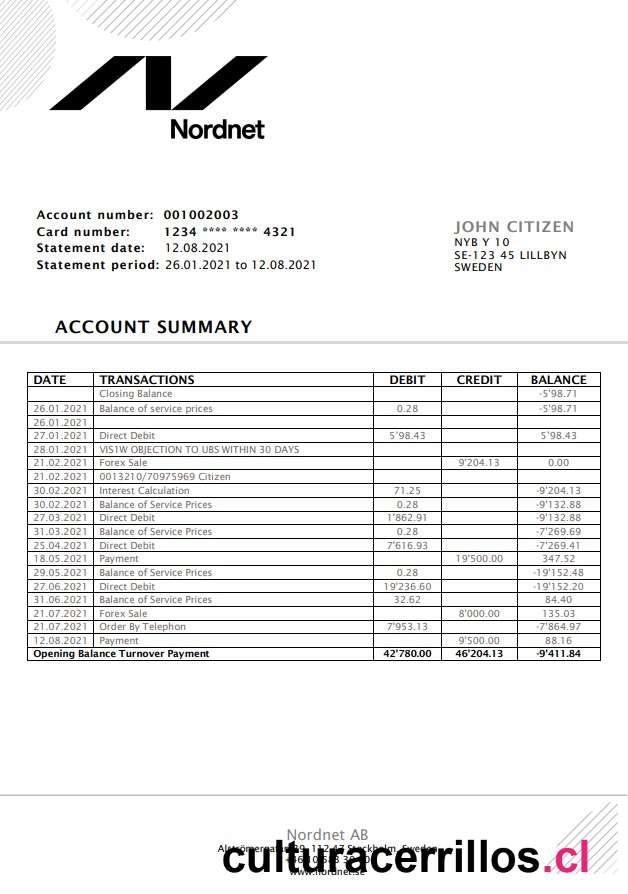 Nordnet
Account number: 001002003
Card number: 1234 **** **** 4321
Statement date: 12.08.2021
Statement period: 26.01.2021 to 12.08.2021
JOHN CITIZEN
NYB Y 10
SE-123 45 LILLBYN
SWEDEN
ACCOUNT SUMMARY
DATE TRANSACTIONS DEBIT CREDIT BALANCE
Closing Balance -5'98.71
26.01.2021 Balance of service prices 0.28 -5'98.71
26.01.2021
27.01.2021 Direct Debit 5'98.43 5'98.43
28.01.2021 VIS1W OBJECTION TO UBS WITHIN 30 DAYS
21.02.2021 Forex Sale 9'204.13 0.00
21.02.2021 0013210/70975969 Citizen
30.02.2021 Interest Calculation 71.25 -9'204.13
30.02.2021 Balance of Service Prices 0.28 -9'132.88
27.03.2021 Direct Debit 1'862.91 -9'132.88
31.03.2021 Balance of Service Prices 0.28 -7'269.69
25.04.2021 Direct Debit 7'616.93 -7'269.41
18.05.2021 Payment 19'500.00 347.52
29.05.2021 Balance of Service Prices 0.28 -19'152.48
27.06.2021 Direct Debit 19'236.60 -19'152.20
31.06.2021 Balance of Service Prices 32.62 84.40
21.07.2021 Forex Sale 8'000.00 135.03
21.07.2021 Order By Telephon 7'953.13 -7'864.97
12.08.2021 Payment 9'500.00 88.16
Opening Balance Turnover Payment 42'780.00 46'204.13 -9'411.84
Nordnet AB
112 47 Stockholm, Sweden
www.nordnet.se
culturacerrillos.cl